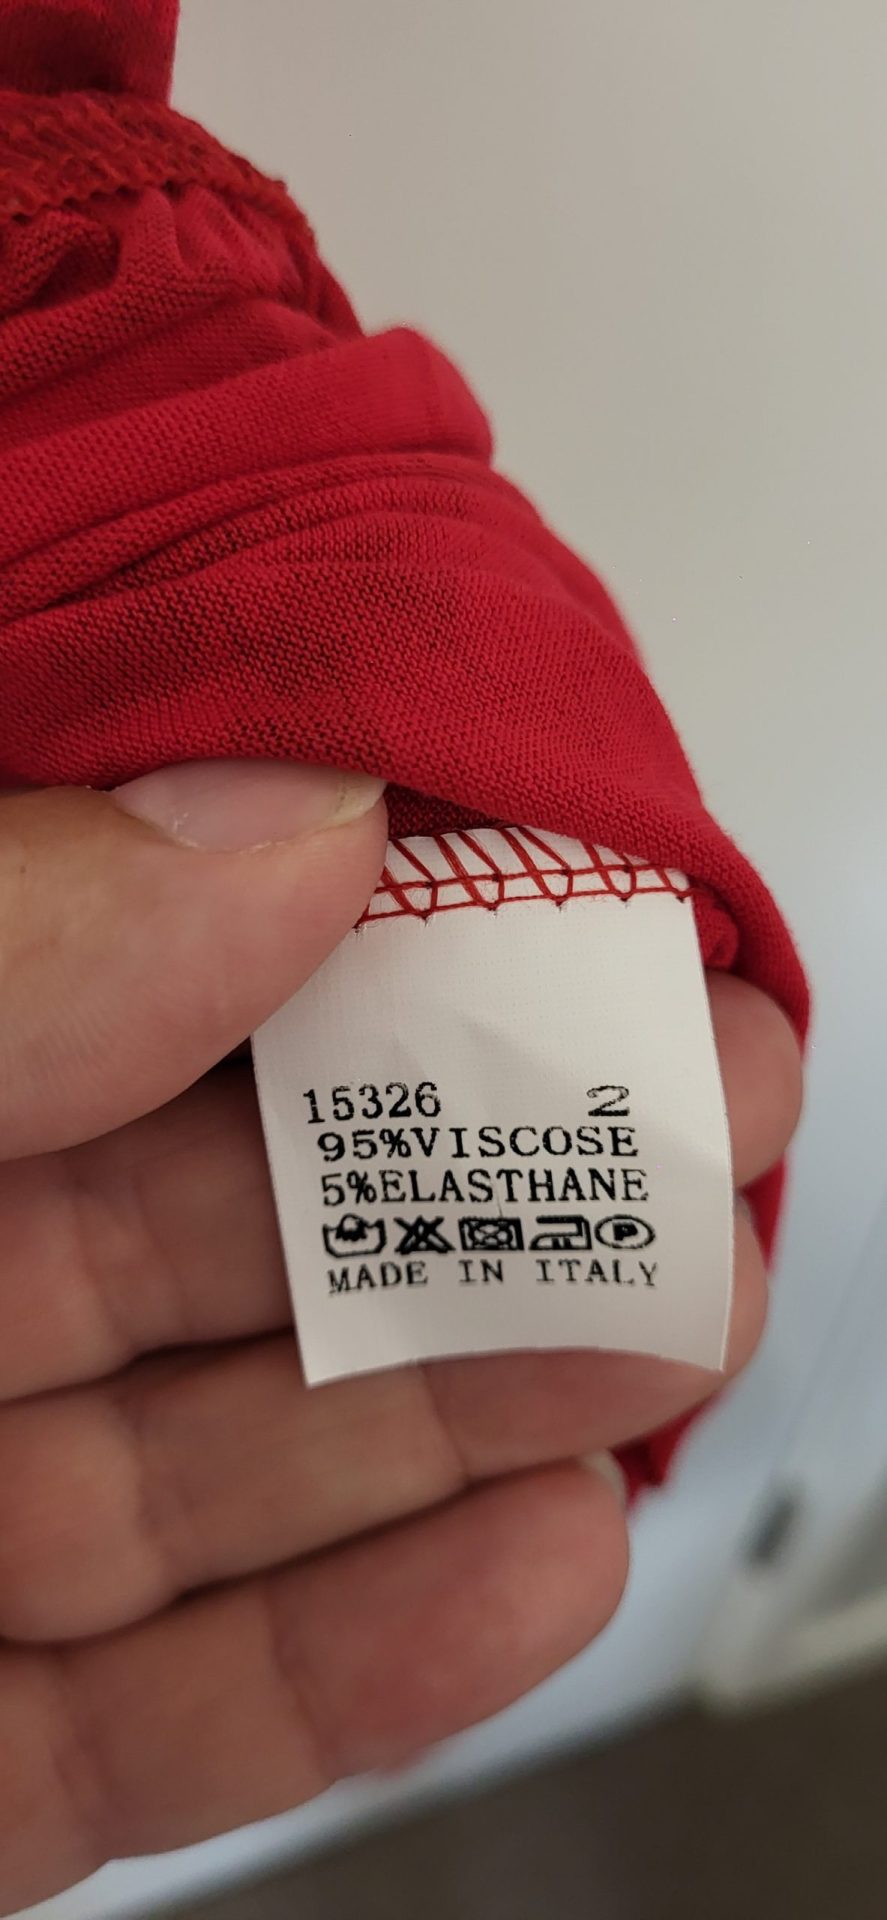 15326 2
95%VISCOSE
5%ELASTHANE
P
MADE IN ITALY